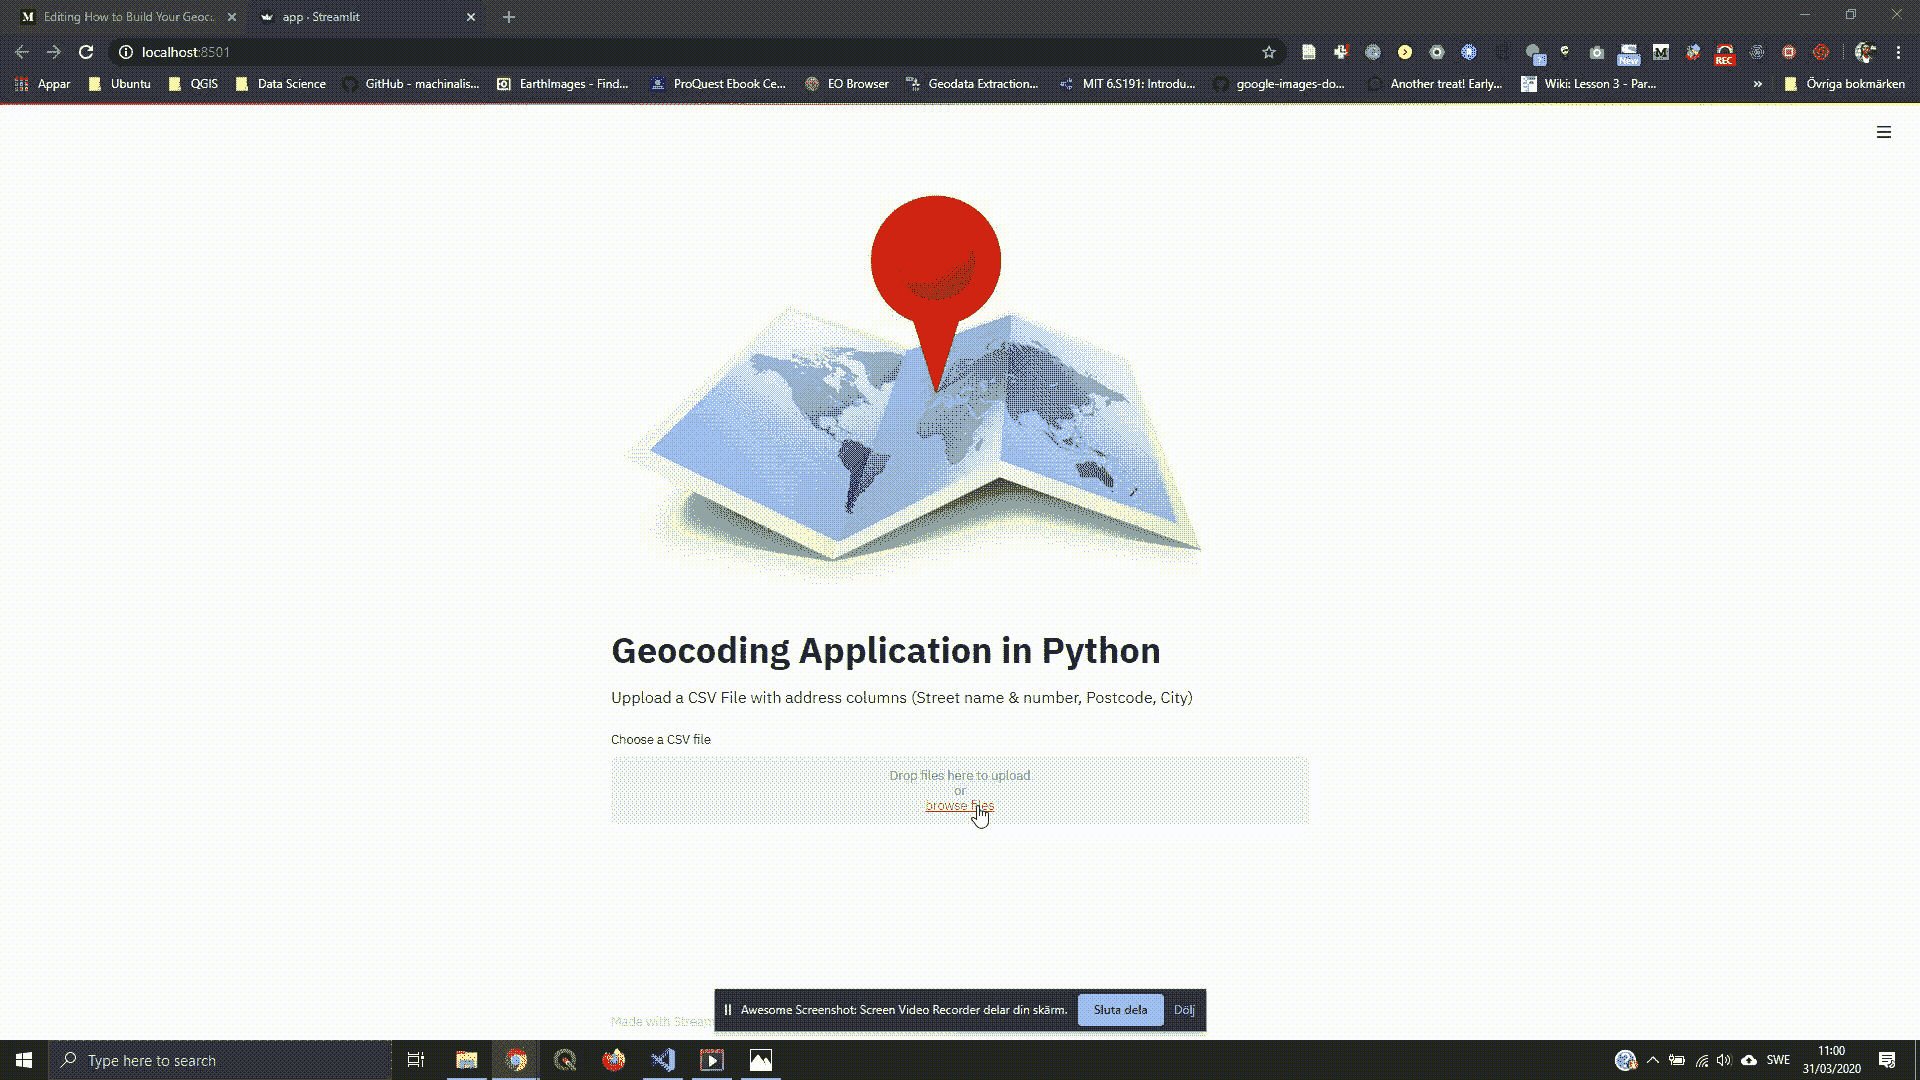 Editing How to Build Your Geoc
app · Streamlit
localhost:8501
New
REC
Appar
Ubuntu
QGIS
Data Science
GitHub - machinalis...
EarthImages - Find...
ProQuest Ebook Ce...
EO Browser
Geodata Extraction...
MIT 6.S191: Introdu...
google-images-do...
Another treat! Early...
Wiki: Lesson 3 - Par...
»
Övriga bokmärken
Geocoding Application in Python
Uppload a CSV File with address columns (Street name & number, Postcode, City)
Choose a CSV file
Drop files here to upload
or
browse files
Made with Stream
Awesome Screenshot: Screen Video Recorder delar din skärm.
Sluta dela
Dölj
Type here to search
SWE
11:00
31/03/2020